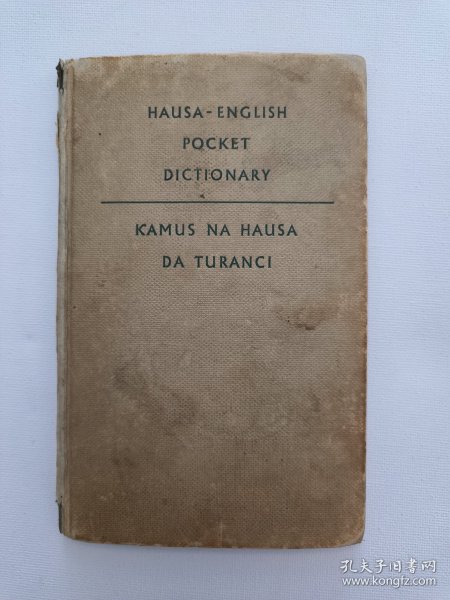 HAUSA-ENGLISH
POCKET
DICTIONARY
KAMUS NA HAUSA
DA TURANCI
孔夫子旧书网
www.kongfz.com